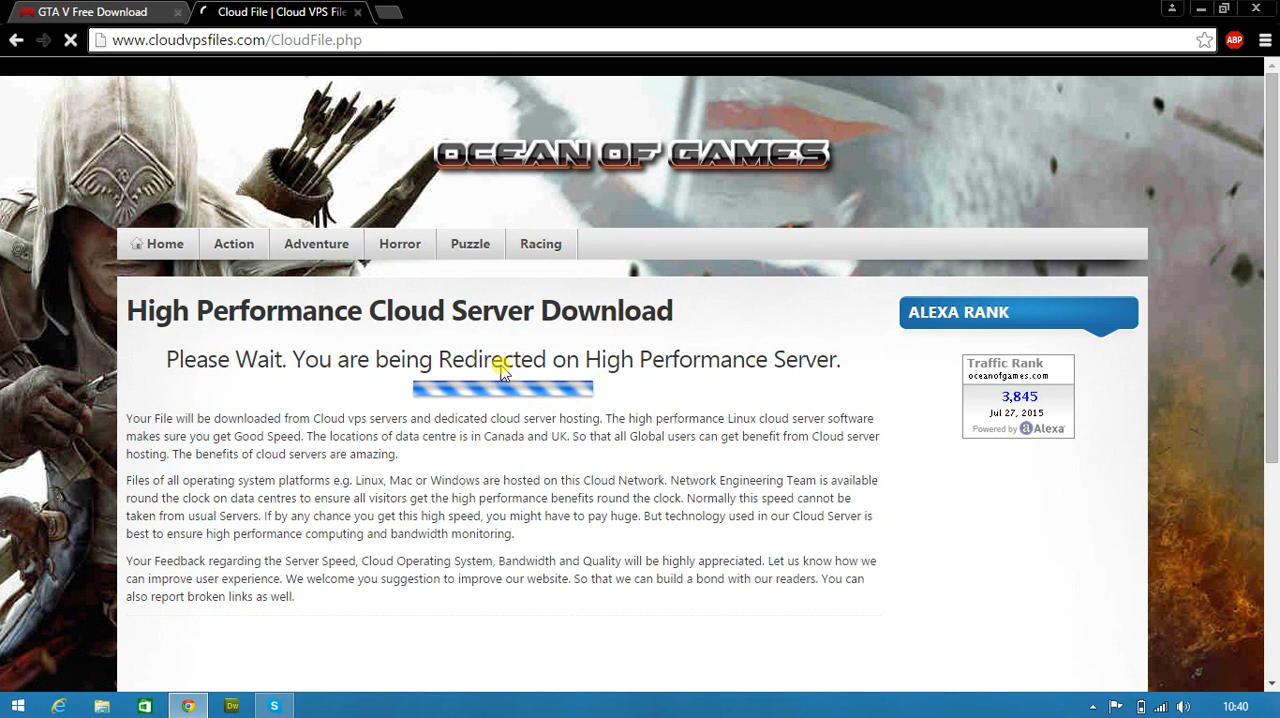 GTA V Free Download
Cloud File | Cloud VPS File
www.cloudvpsfiles.com/CloudFile.php
ABP
OCEAN OF GAMES
Home
Action
Adventure
Horror
Puzzle
Racing
High Performance Cloud Server Download
Please Wait. You are being Redirected on High Performance Server.
Your File will be downloaded from Cloud vps servers and dedicated cloud server hosting. The high performance Linux cloud server software
makes sure you get Good Speed. The locations of data centre is in Canada and UK. So that all Global users can get benefit from Cloud server
hosting. The benefits of cloud servers are amazing.
Files of all operating system platforms e.g. Linux, Mac or Windows are hosted on this Cloud Network. Network Engineering Team is available
round the clock on data centres to ensure all visitors get the high performance benefits round the clock. Normally this speed cannot be
taken from usual Servers. If by any chance you get this high speed, you might have to pay huge. But technology used in our Cloud Server is
best to ensure high performance computing and bandwidth monitoring.
Your Feedback regarding the Server Speed, Cloud Operating System, Bandwidth and Quality will be highly appreciated. Let us know how we
can improve user experience. We welcome you suggestion to improve our website. So that we can build a bond with our readers. You can
also report broken links as well.
ALEXA RANK
Traffic Rank
oceanofgames.com
3,845
Jul 27, 2015
Powered by Alexa
Dw
S
10:40